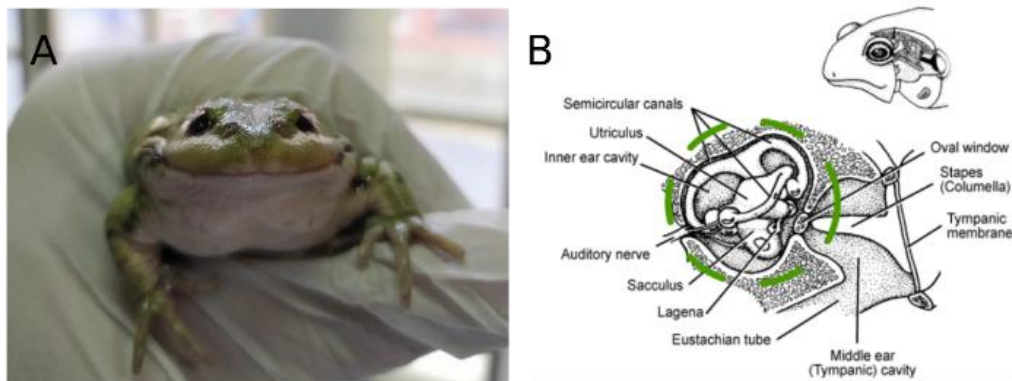 A
B
Semicircular canals
Utriculus
Inner ear cavity
Auditory nerve
Sacculus
Lagena
Eustachian tube
Middle ear
(Tympanic) cavity
Oval window
Stapes
(Columella)
Tympanic
membrane